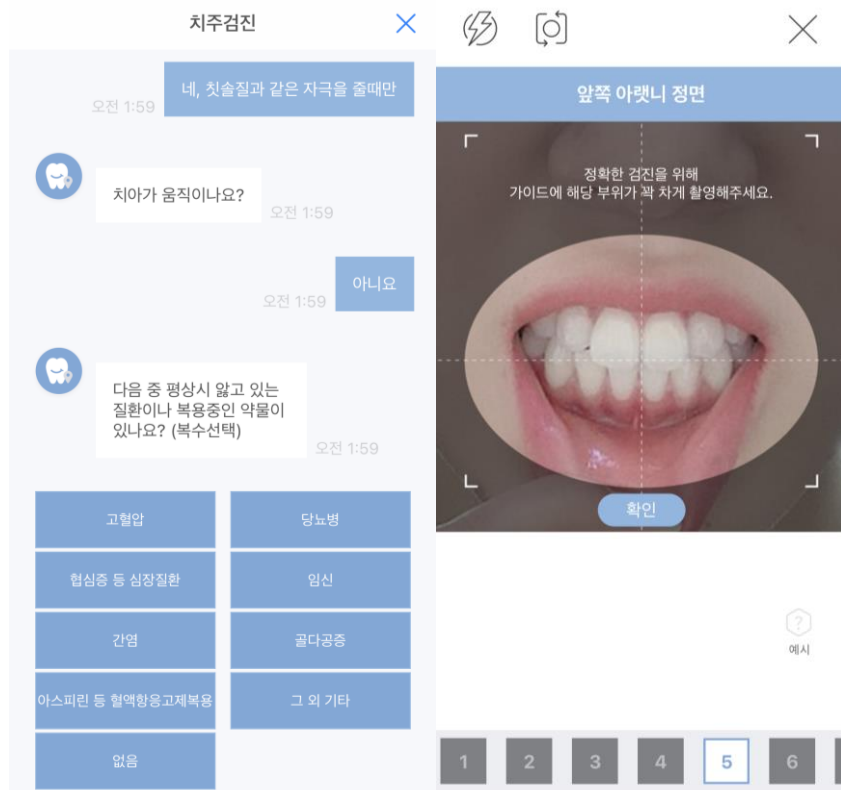 치주검진
네, 칫솔질과 같은 자극을 줄때만
오전 1:59
치아가 움직이나요?
오전 1:59
아니요
오전 1:59
다음 중 평상시 앓고 있는
질환이나 복용중인 약물이
있나요? (복수선택)
오전 1:59
고혈압
당뇨병
협심증 등 심장질환
임신
간염
골다공증
아스피린 등 혈액항응고제복용
그 외 기타
없음
앞쪽 아랫니 정면
정확한 검진을 위해
가이드에 해당 부위가 꽉 차게 촬영해주세요.
확인
?
예시
1 2 3 4 5 6